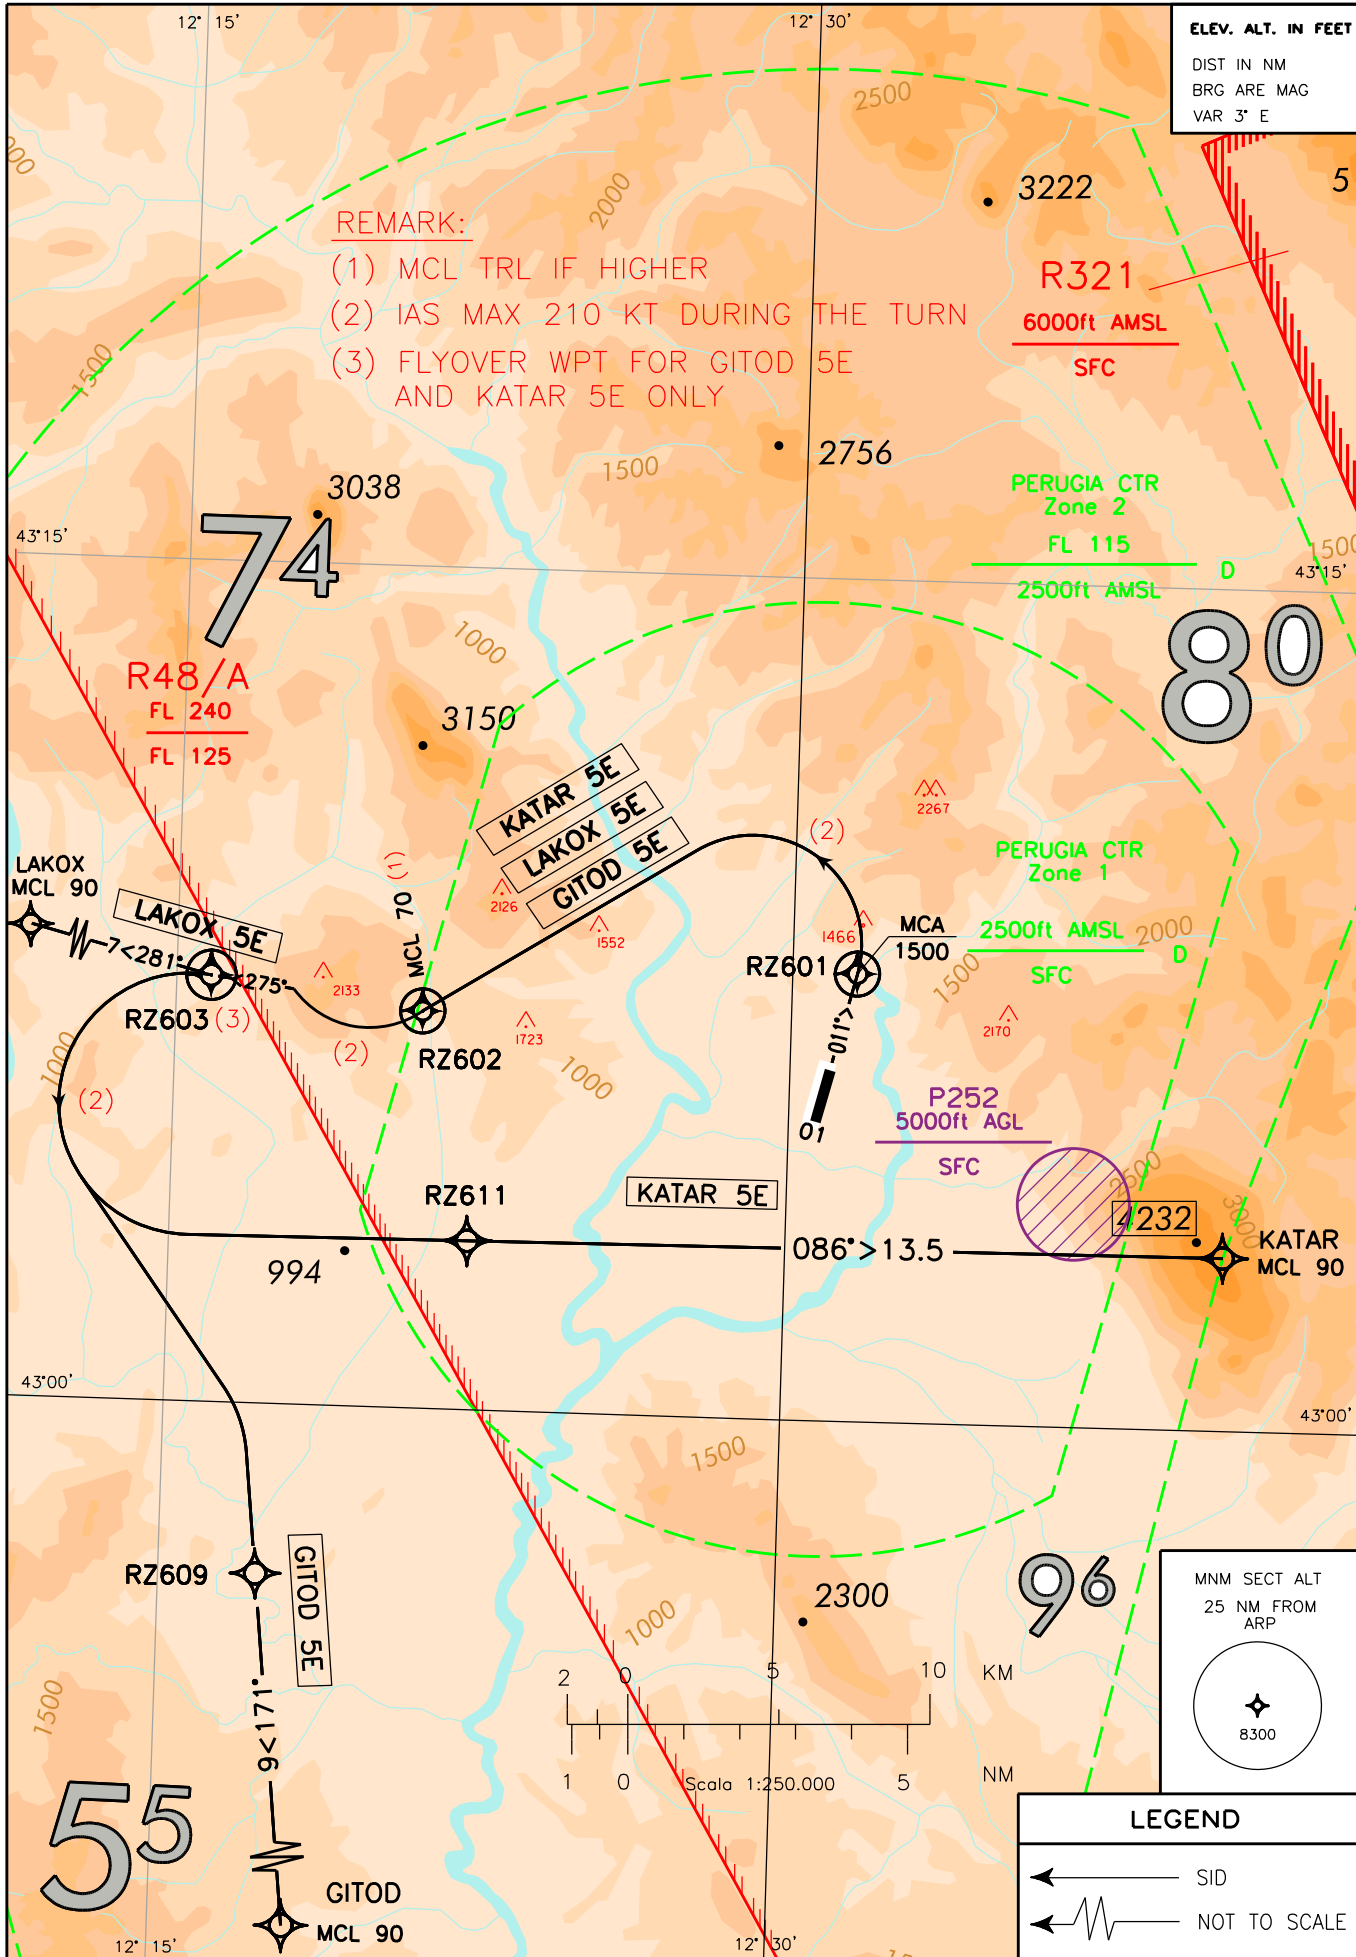 12° 15'
12° 30'
ELEV. ALT. IN FEET
DIST IN NM
BRG ARE MAG
VAR 3° E
2500
2000
3222
5
REMARK:
(1) MCL TRL IF HIGHER
(2) IAS MAX 210 KT DURING THE TURN
(3) FLYOVER WPT FOR GITOD 5E
AND KATAR 5E ONLY
R321
6000ft AMSL
SFC
1500
2756
1500
3038
PERUGIA CTR
Zone 2
FL 115
2500ft AMSL
D
43°15'
74
1500
43°15'
80
1000
R48/A
FL 240
FL 125
3150
KATAR 5E
LAKOX 5E
GITOD 5E
(2)
2267
PERUGIA CTR
Zone 1
2500ft AMSL
SFC
D
2000
LAKOX
MCL 90
LAKOX 5E
MCL 70 (1)
2126
1552
1466
MCA
1500
RZ601
1500
7<281°
<275°
2133
RZ603 (3)
(2)
RZ602
1723
2170
1000
1000
(2)
-011°>
01
P252
5000ft AGL
SFC
2500
3000
4232
RZ611
KATAR 5E
086°>13.5
KATAR
MCL 90
994
43°00'
43°00'
1500
RZ609
GITOD 5E
96
MNM SECT ALT
25 NM FROM
ARP
8300
2300
1000
1500
9<171°
2 0 5 10 KM
1 0 Scala 1:250.000 5 NM
55
LEGEND
SID
NOT TO SCALE
GITOD
MCL 90
12° 15'
12° 30'